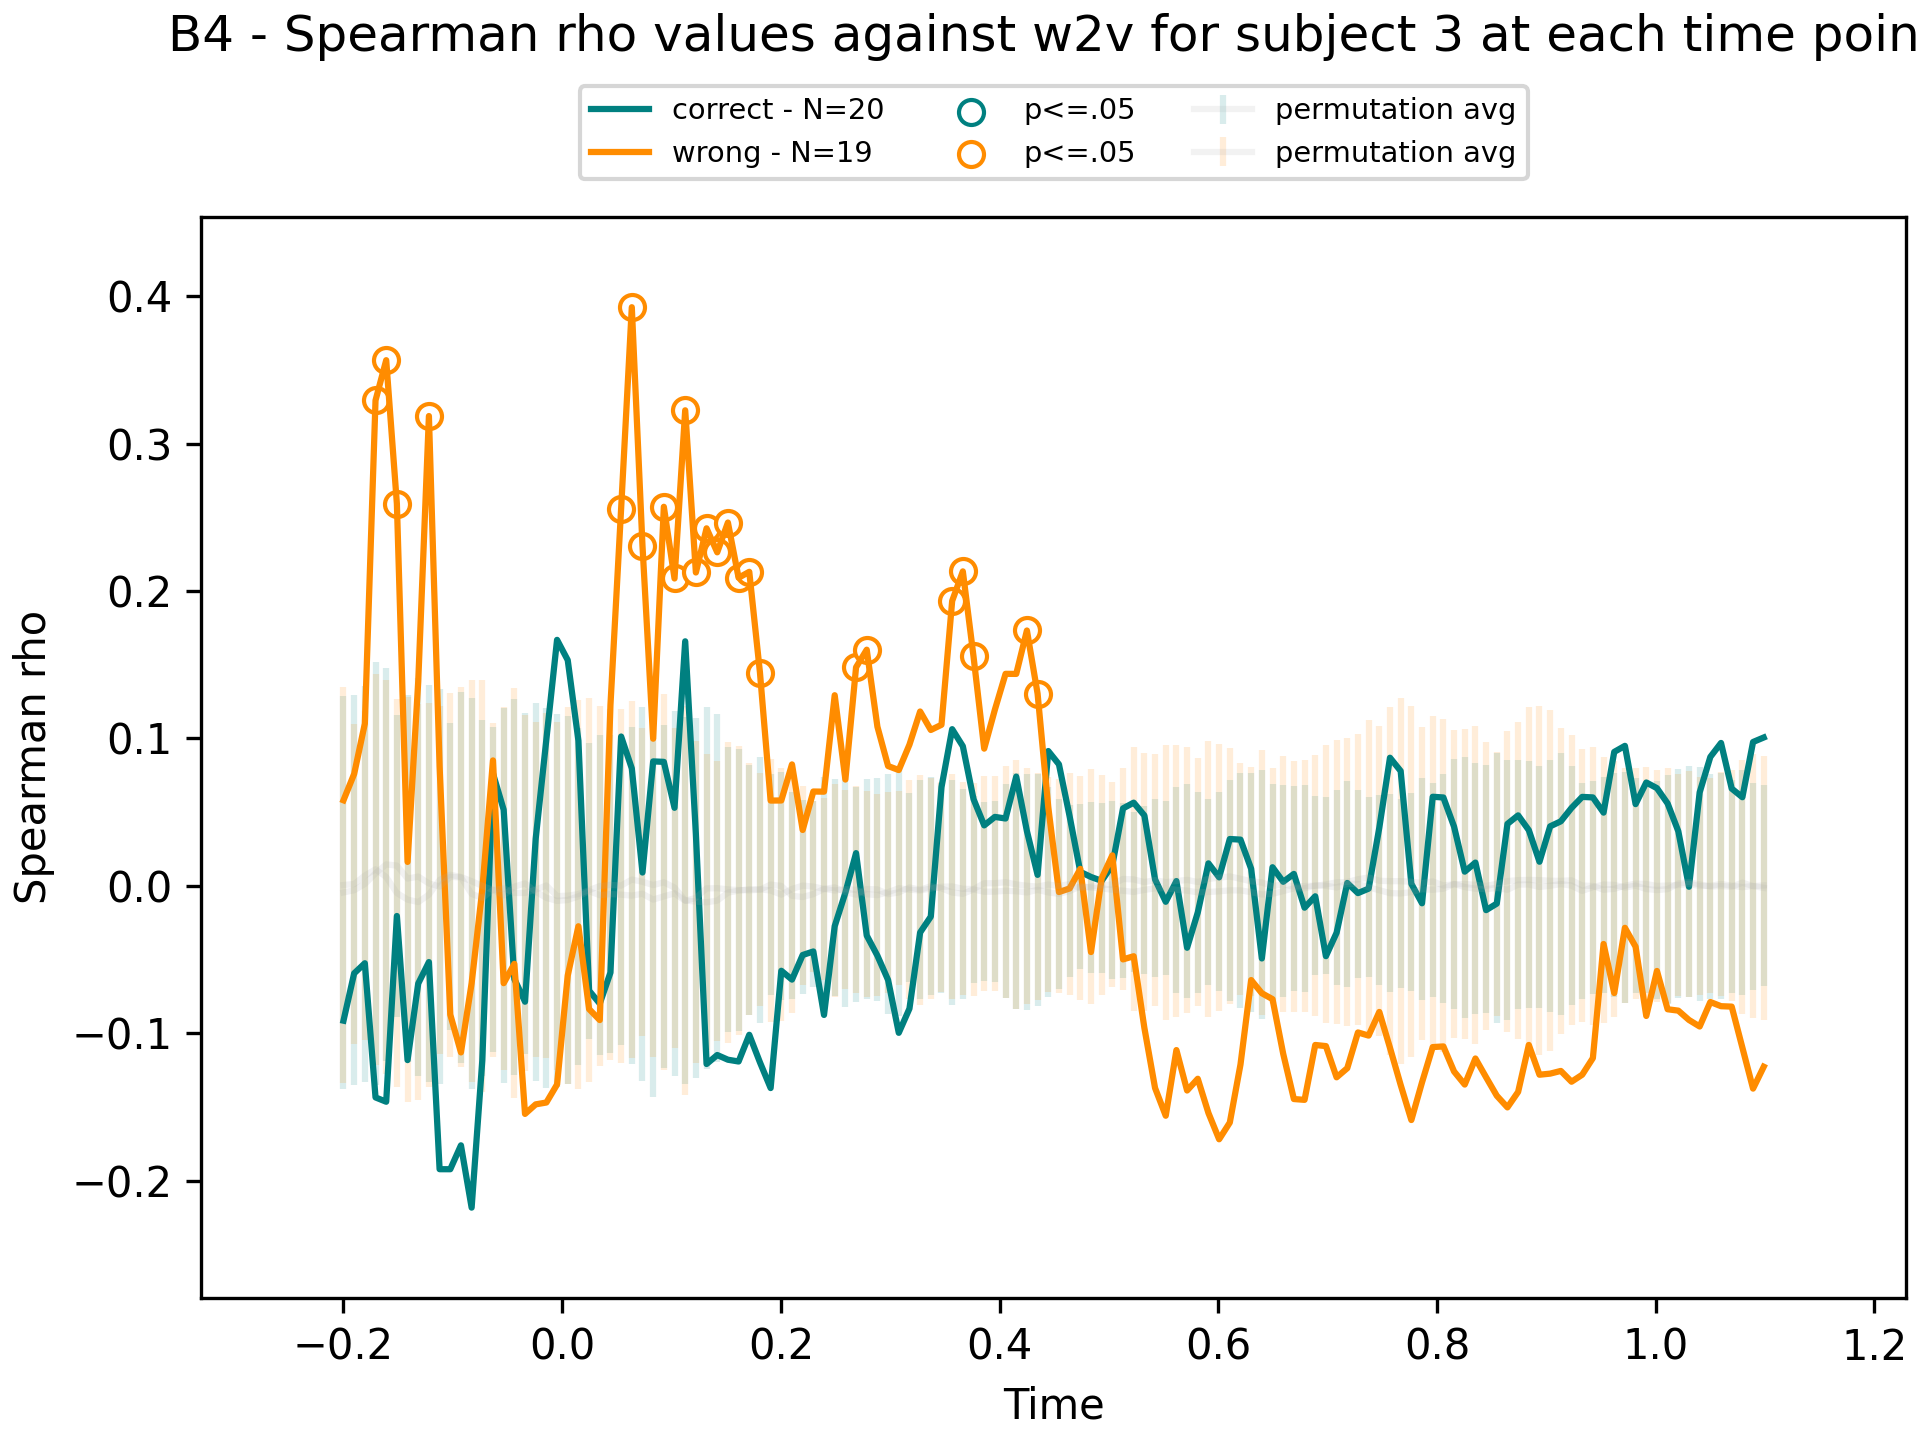 B4 - Spearman rho values against w2v for subject 3 at each time poin
correct - N=20
wrong - N=19
p<=.05
p<=.05
permutation avg
permutation avg
Spearman rho
0.4
0.3
0.2
0.1
0.0
−0.1
−0.2
−0.2
0.0
0.2
0.4
0.6
0.8
1.0
1.2
Time